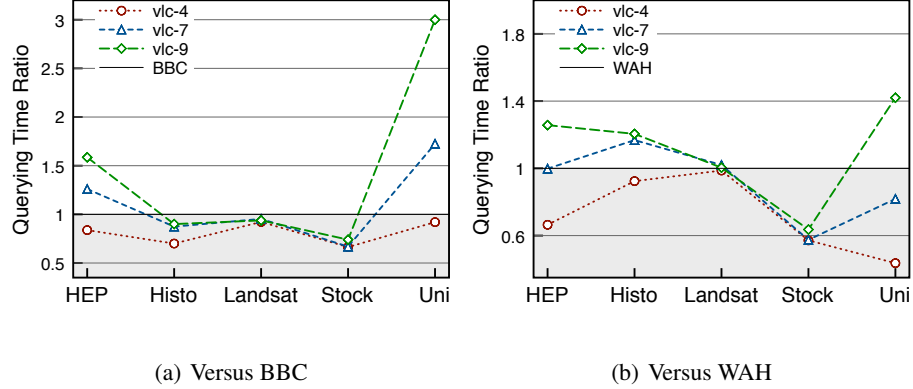 vlc-4
vlc-7
vlc-9
BBC
Querying Time Ratio
3
2.5
2
1.5
1
0.5
HEP Histo Landsat Stock Uni
(a) Versus BBC
vlc-4
vlc-7
vlc-9
WAH
Querying Time Ratio
1.8
1.4
1
0.6
HEP Histo Landsat Stock Uni
(b) Versus WAH